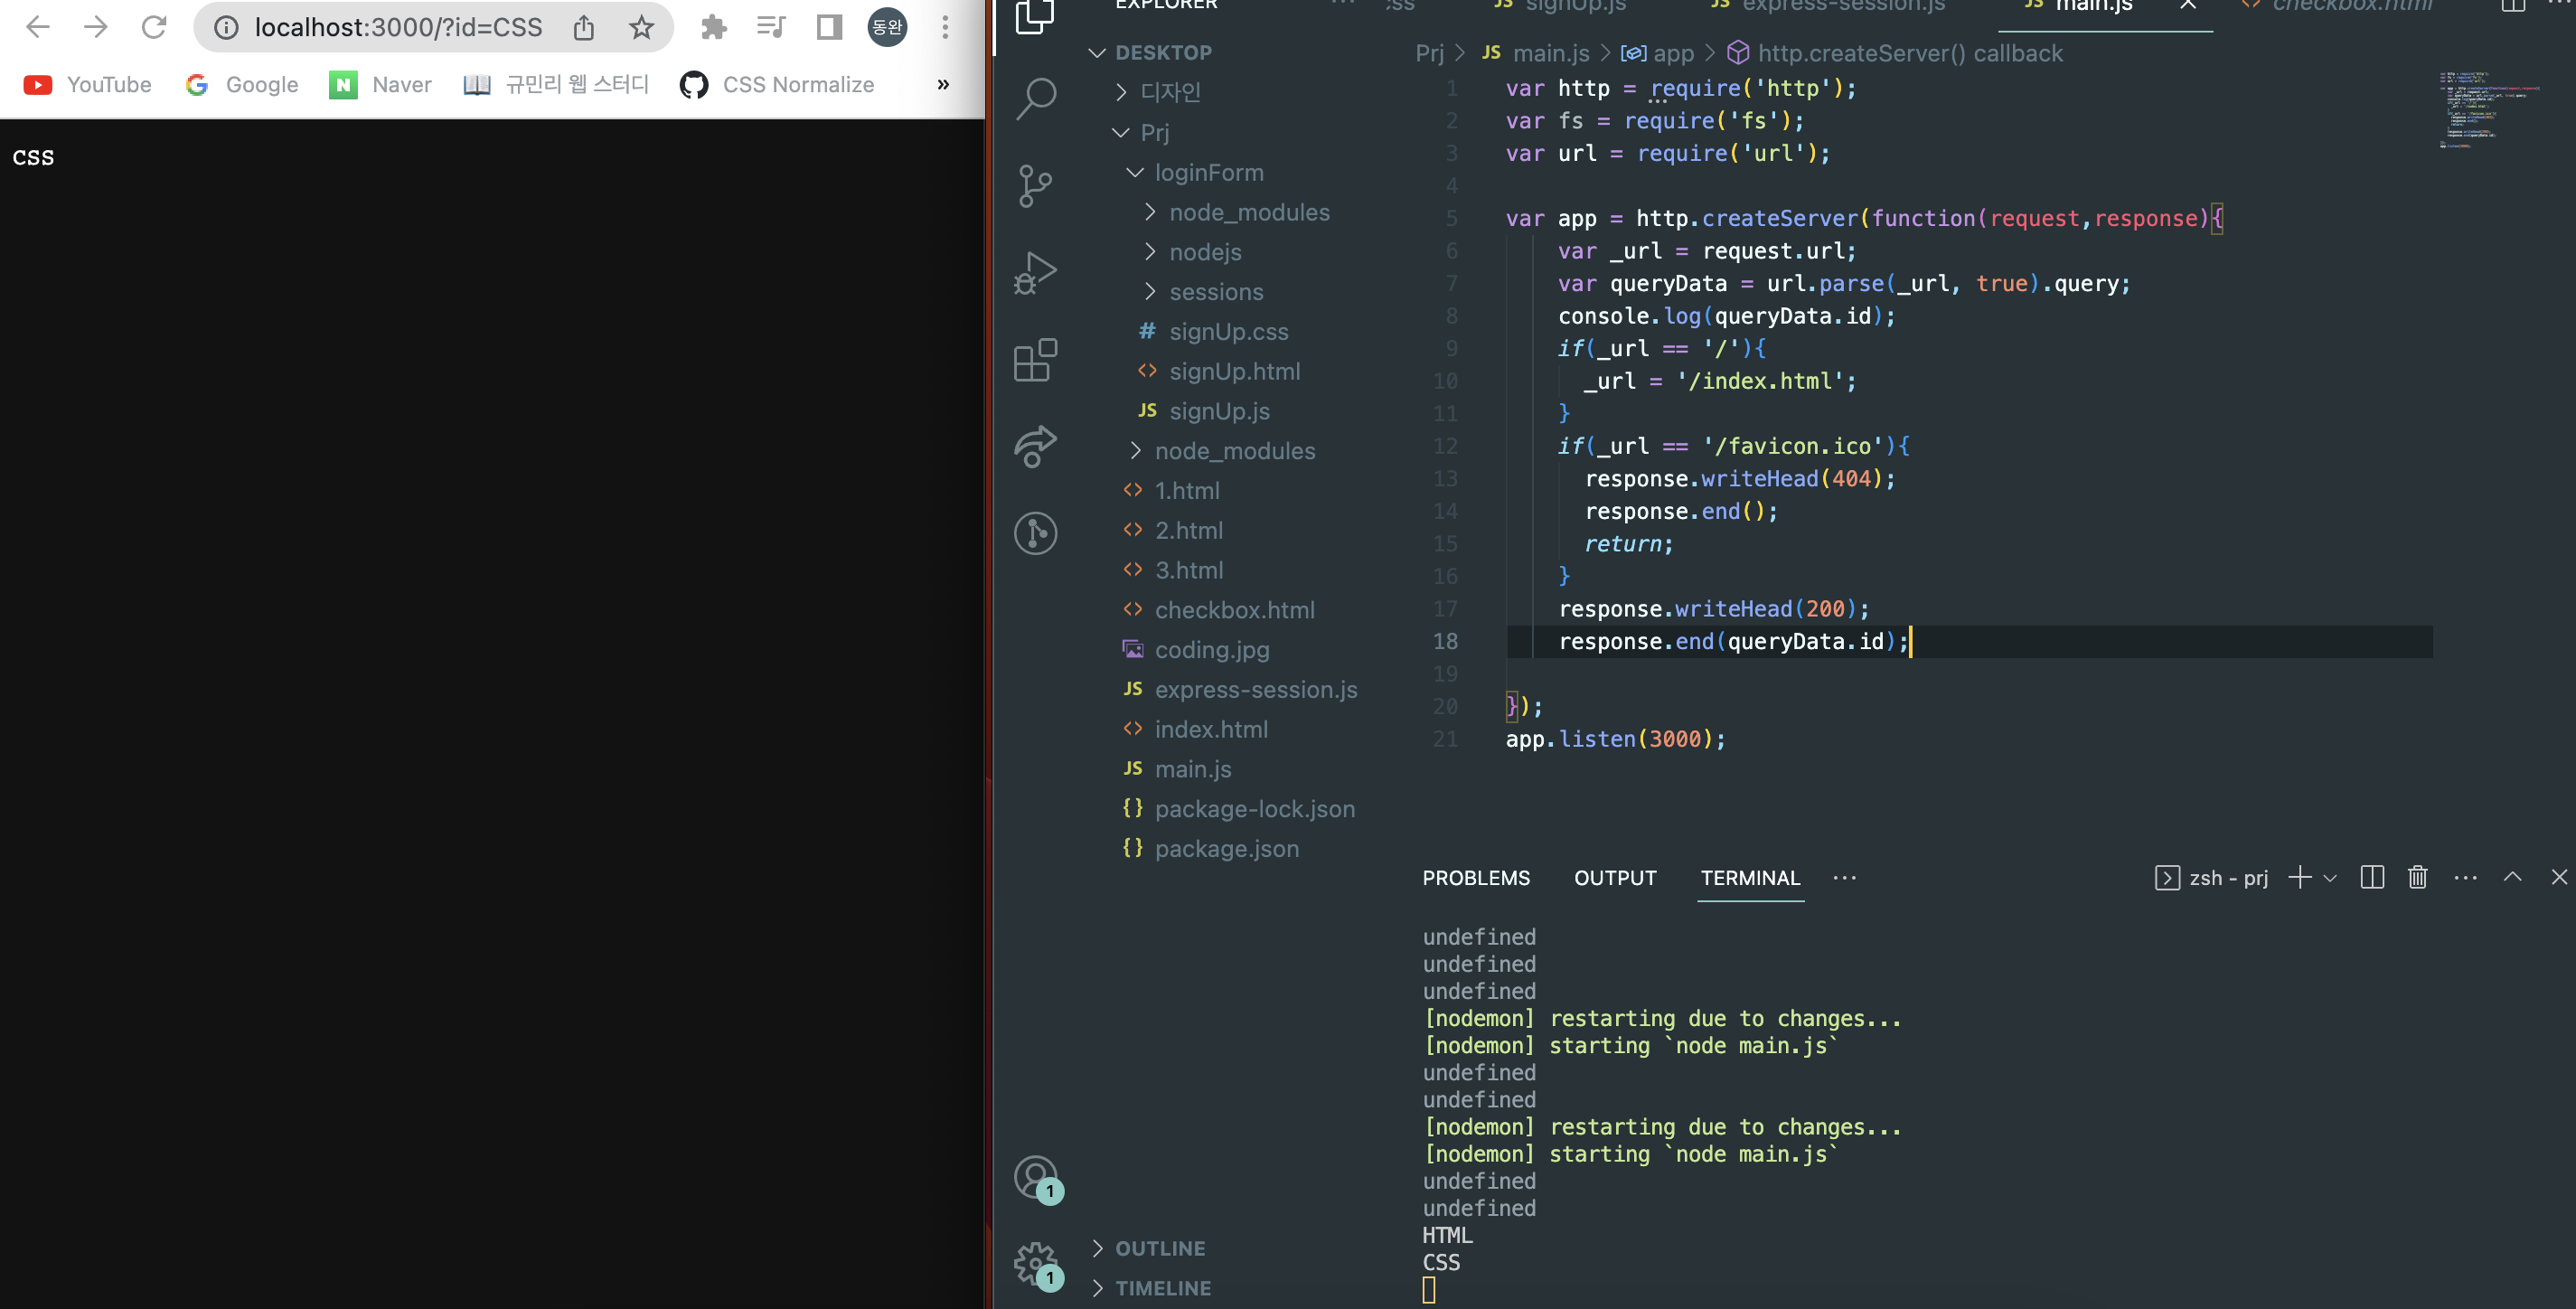 localhost:3000/?id=CSS
동완
YouTube
Google
N Naver
규민리 웹 스터디
CSS Normalize
»
CSS
EXPLORER
DESKTOP
디자인
Prj
loginForm
node_modules
nodejs
sessions
# signUp.css
<> signUp.html
JS signUp.js
node_modules
<> 1.html
<> 2.html
<> 3.html
<> checkbox.html
coding.jpg
JS express-session.js
<> index.html
JS main.js
{} package-lock.json
{} package.json
OUTLINE
TIMELINE
1
1
JS signUp.js
JS express-session.js
JS main.js
<> checkbox.html
Prj > JS main.js > app > http.createServer() callback
1 var http = require('http');
2 var fs = require('fs');
3 var url = require('url');
4
5 var app = http.createServer(function(request,response){
6 var _url = request.url;
7 var queryData = url.parse(_url, true).query;
8 console.log(queryData.id);
9 if(_url == '/'){
10 _url = '/index.html';
11 }
12 if(_url == '/favicon.ico'){
13 response.writeHead(404);
14 response.end();
15 return;
16 }
17 response.writeHead(200);
18 response.end(queryData.id);
19
20 });
21 app.listen(3000);
PROBLEMS OUTPUT TERMINAL ...
zsh - prj
undefined
undefined
undefined
[nodemon] restarting due to changes...
[nodemon] starting `node main.js`
undefined
undefined
[nodemon] restarting due to changes...
[nodemon] starting `node main.js`
undefined
undefined
HTML
CSS